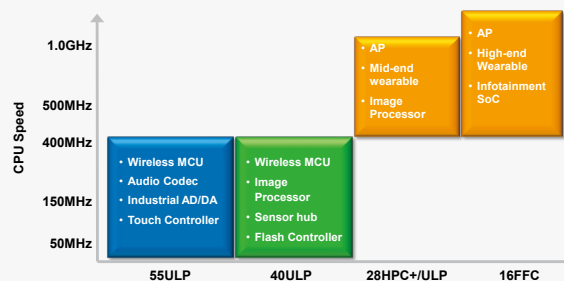 CPU Speed
1.0GHz
500MHz
400MHz
150MHz
50MHz
• Wireless MCU
• Audio Codec
• Industrial AD/DA
• Touch Controller
• Wireless MCU
• Image
Processor
• Sensor hub
• Flash Controller
• AP
• Mid-end
wearable
• Image
Processor
• AP
• High-end
Wearable
• Infotainment
SoC
55ULP
40ULP
28HPC+/ULP
16FFC